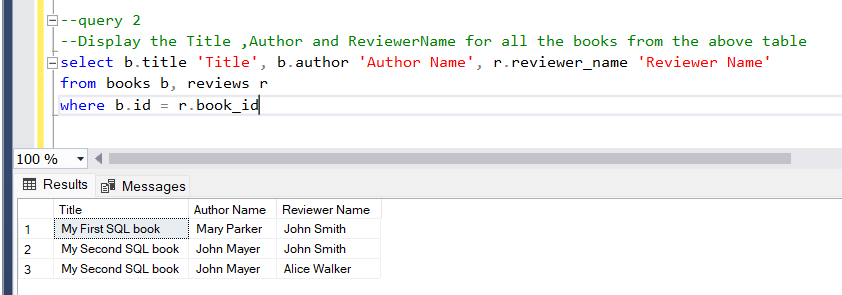 --query 2
--Display the Title ,Author and ReviewerName for all the books from the above table
select b.title 'Title', b.author 'Author Name', r.reviewer_name 'Reviewer Name'
from books b, reviews r
where b.id = r.book_id
100 %
Results Messages
Title Author Name Reviewer Name
1 My First SQL book Mary Parker John Smith
2 My Second SQL book John Mayer John Smith
3 My Second SQL book John Mayer Alice Walker